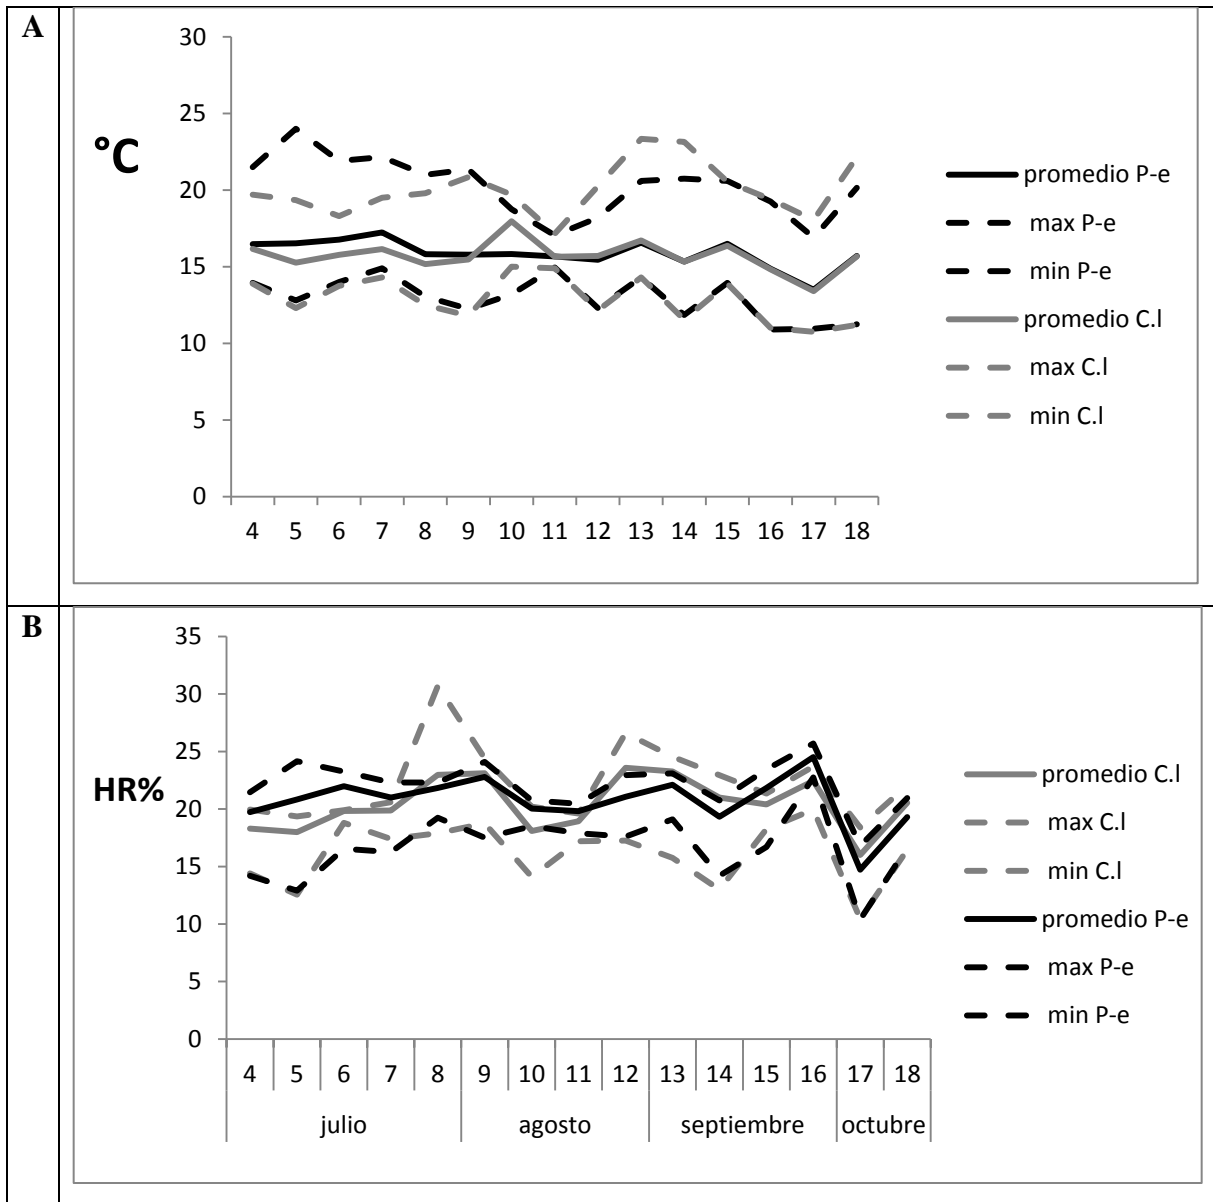 A
30
25
°C
20
15
10
5
0
4 5 6 7 8 9 10 11 12 13 14 15 16 17 18
promedio P-e
max P-e
min P-e
promedio C.l
max C.l
min C.l
B
35
30
25
HR%
20
15
10
5
0
4 5 6 7 8 9 10 11 12 13 14 15 16 17 18
julio agosto septiembre octubre
promedio C.l
max C.l
min C.l
promedio P-e
max P-e
min P-e